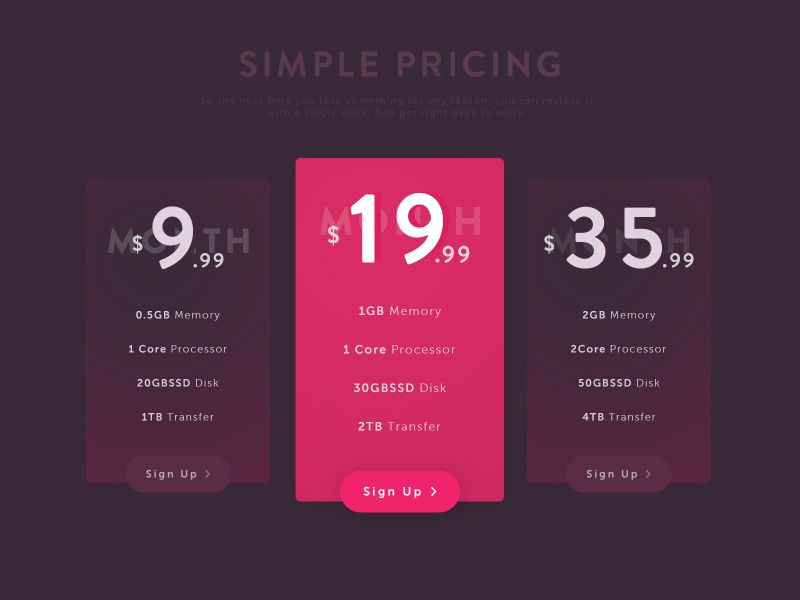 SIMPLE PRICING
So the next time you lose something for any reason, you can restore it
with a single click. And get right back to work.
MONTH
$9.99
0.5GB Memory
1 Core Processor
20GBSSD Disk
1TB Transfer
Sign Up >
MONTH
$19.99
1GB Memory
1 Core Processor
30GBSSD Disk
2TB Transfer
Sign Up >
MONTH
$35.99
2GB Memory
2Core Processor
50GBSSD Disk
4TB Transfer
Sign Up >